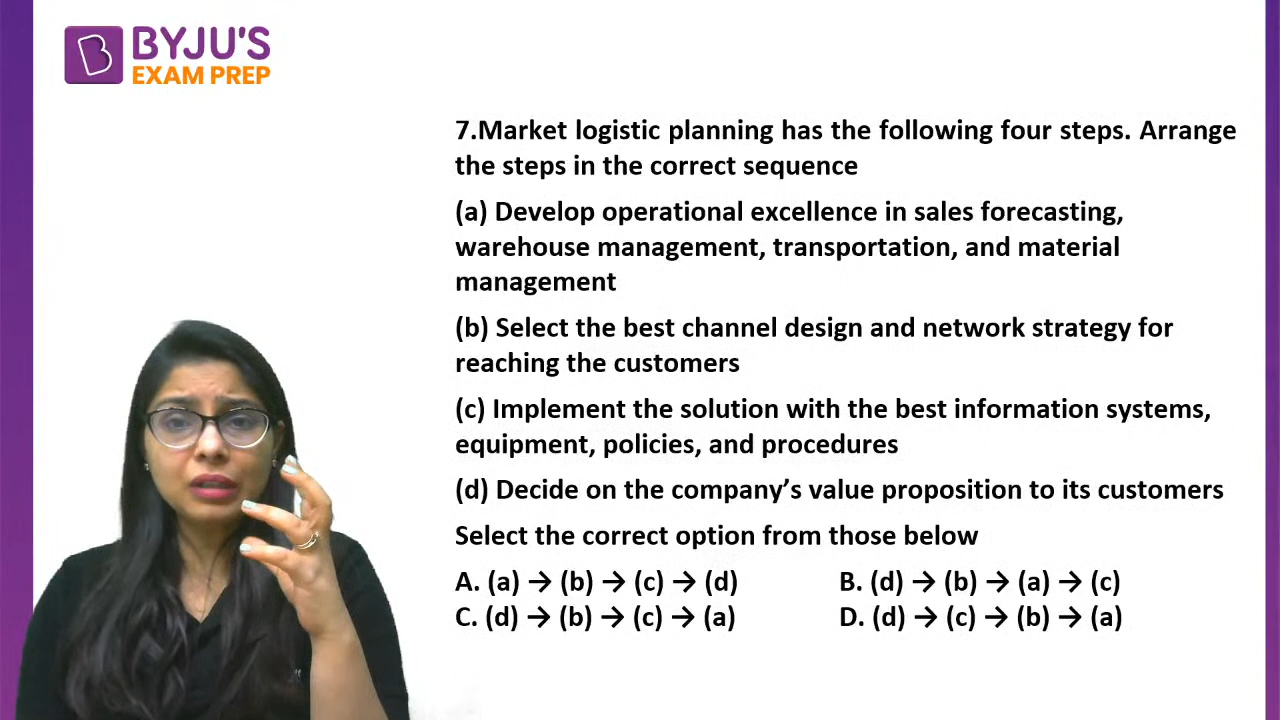 BYJU'S
EXAM PREP
7.Market logistic planning has the following four steps. Arrange
the steps in the correct sequence
(a) Develop operational excellence in sales forecasting,
warehouse management, transportation, and material
management
(b) Select the best channel design and network strategy for
reaching the customers
(c) Implement the solution with the best information systems,
equipment, policies, and procedures
(d) Decide on the company’s value proposition to its customers
Select the correct option from those below
A. (a) → (b) → (c) → (d) B. (d) → (b) → (a) → (c)
C. (d) → (b) → (c) → (a) D. (d) → (c) → (b) → (a)